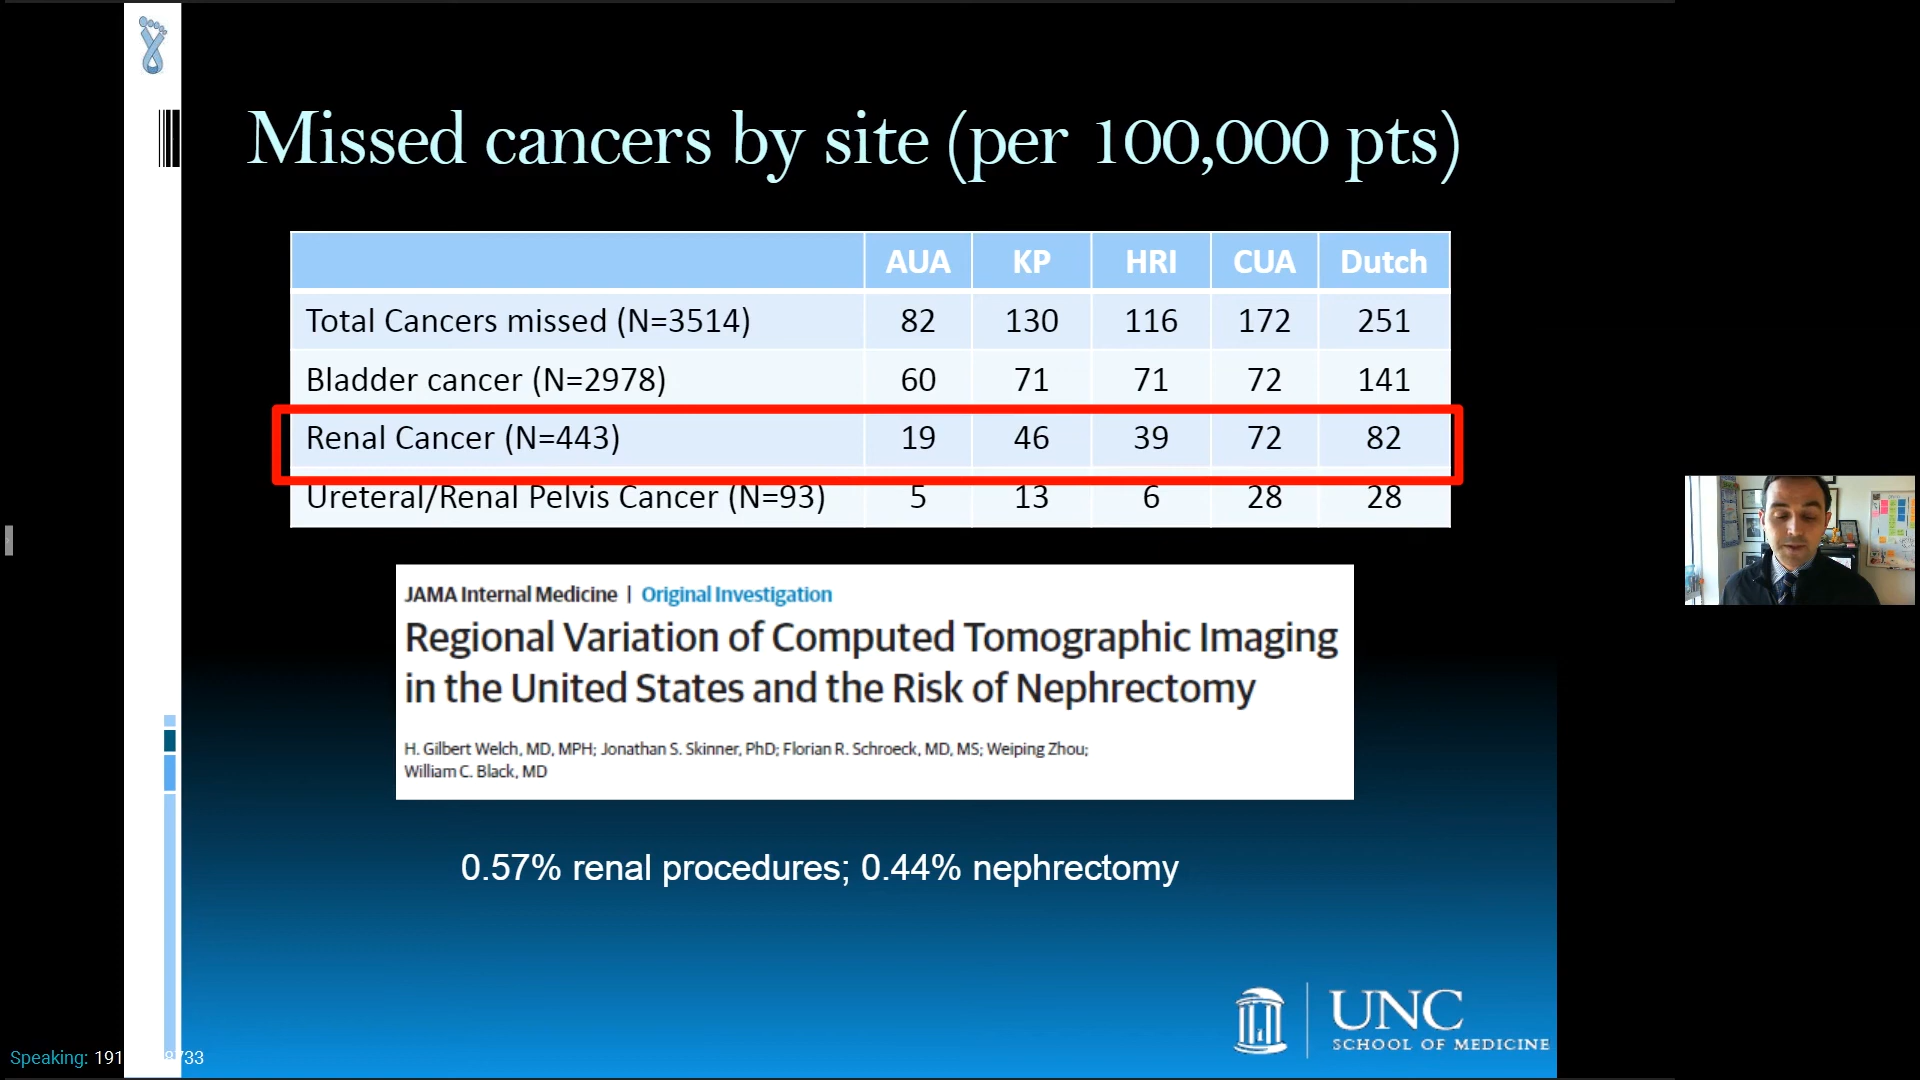 Missed cancers by site (per 100,000 pts)
AUA KP HRI CUA Dutch
Total Cancers missed (N=3514) 82 130 116 172 251
Bladder cancer (N=2978) 60 71 71 72 141
Renal Cancer (N=443) 19 46 39 72 82
Ureteral/Renal Pelvis Cancer (N=93) 5 13 6 28 28
JAMA Internal Medicine | Original Investigation
Regional Variation of Computed Tomographic Imaging
in the United States and the Risk of Nephrectomy
H. Gilbert Welch, MD, MPH; Jonathan S. Skinner, PhD; Florian R. Schroeck, MD, MS; Weiping Zhou;
William C. Black, MD
0.57% renal procedures; 0.44% nephrectomy
UNC
SCHOOL OF MEDICINE
Speaking: